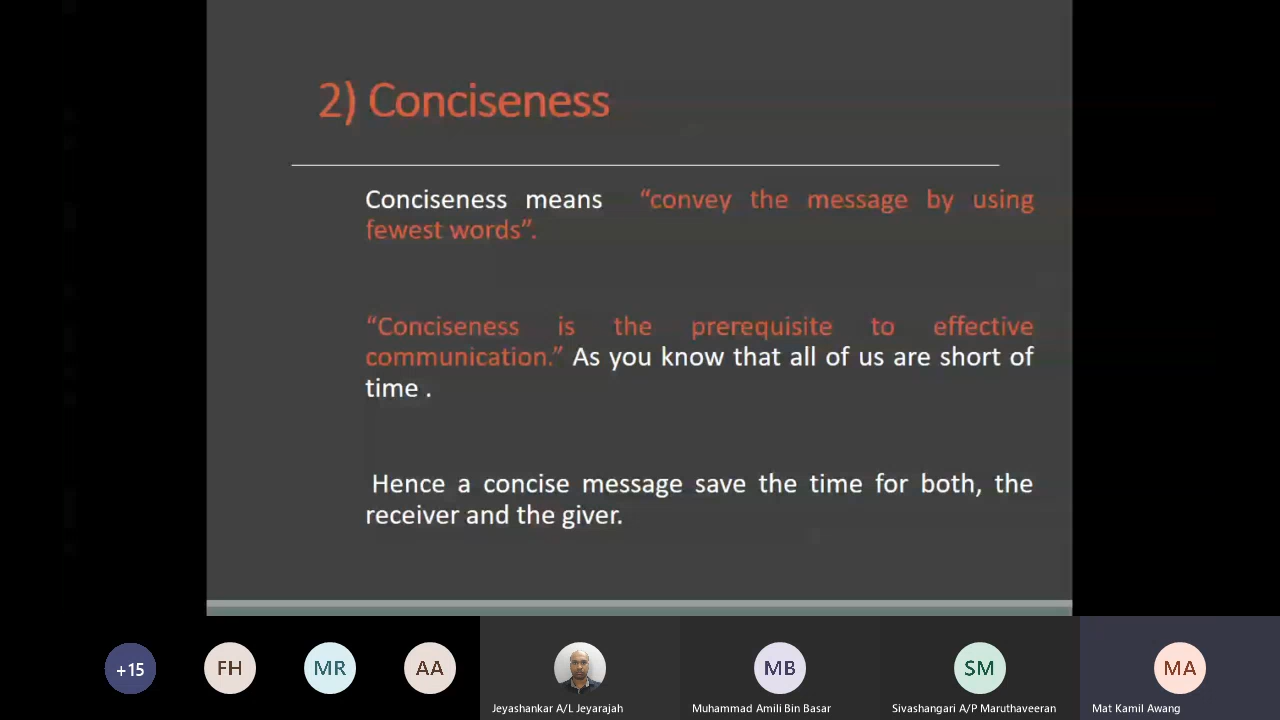 2) Conciseness
Conciseness means “convey the message by using
fewest words”.
“Conciseness is the prerequisite to effective
communication.” As you know that all of us are short of
time .
Hence a concise message save the time for both, the
receiver and the giver.
+15
FH
MR
AA
MB
SM
MA
Jeyashankar A/L Jeyarajah
Muhammad Amili Bin Basar
Sivashangari A/P Maruthaveeran
Mat Kamil Awang